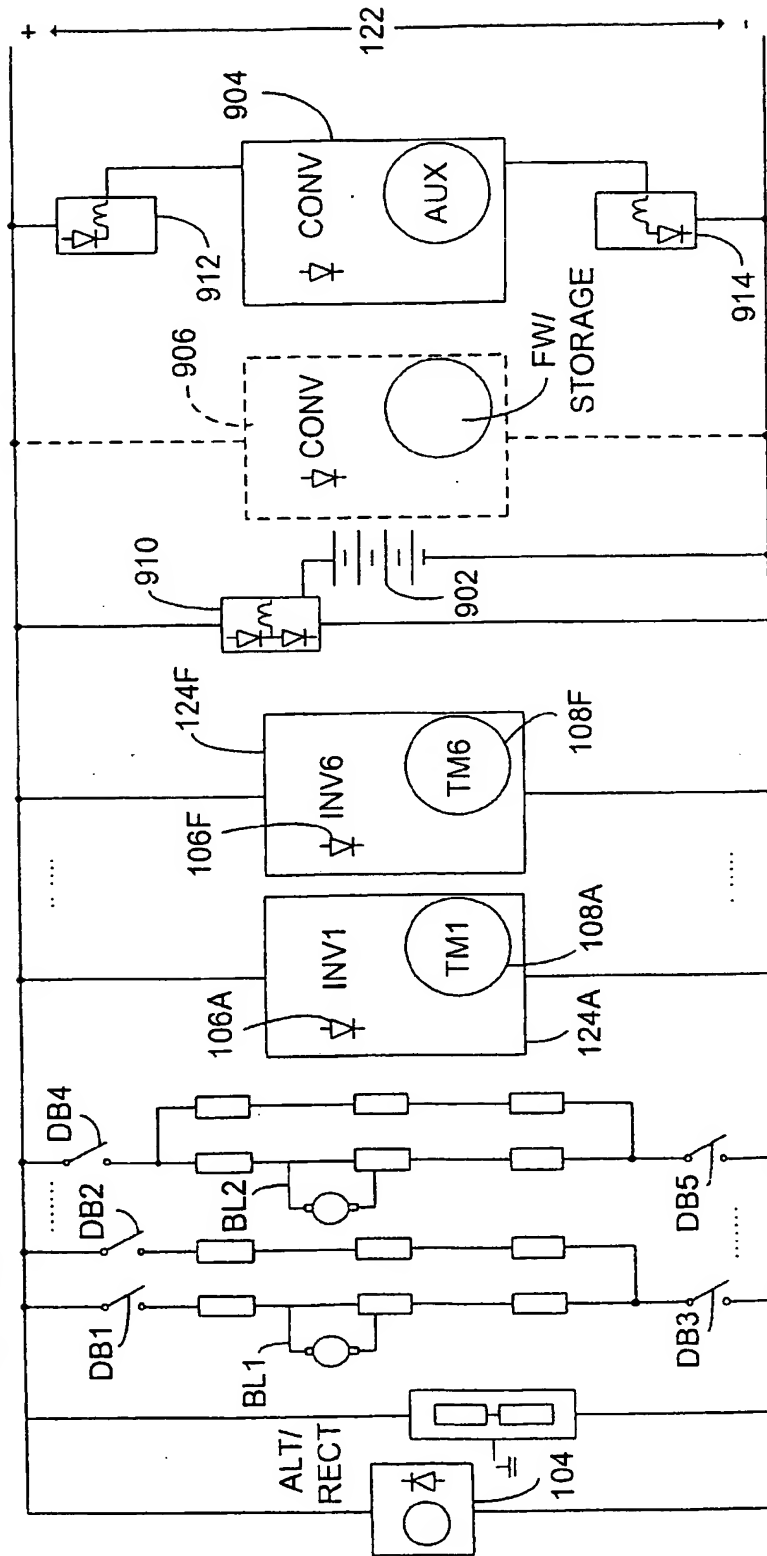 ALT/
RECT
104
BL1
DB1
DB2
DB3
BL2
DB4
DB5
106A
INV1
TM1
108A
124A
106F
INV6
TM6
108F
124F
910
902
906
CONV
FW/
STORAGE
912
CONV
AUX
904
914
+
122
-